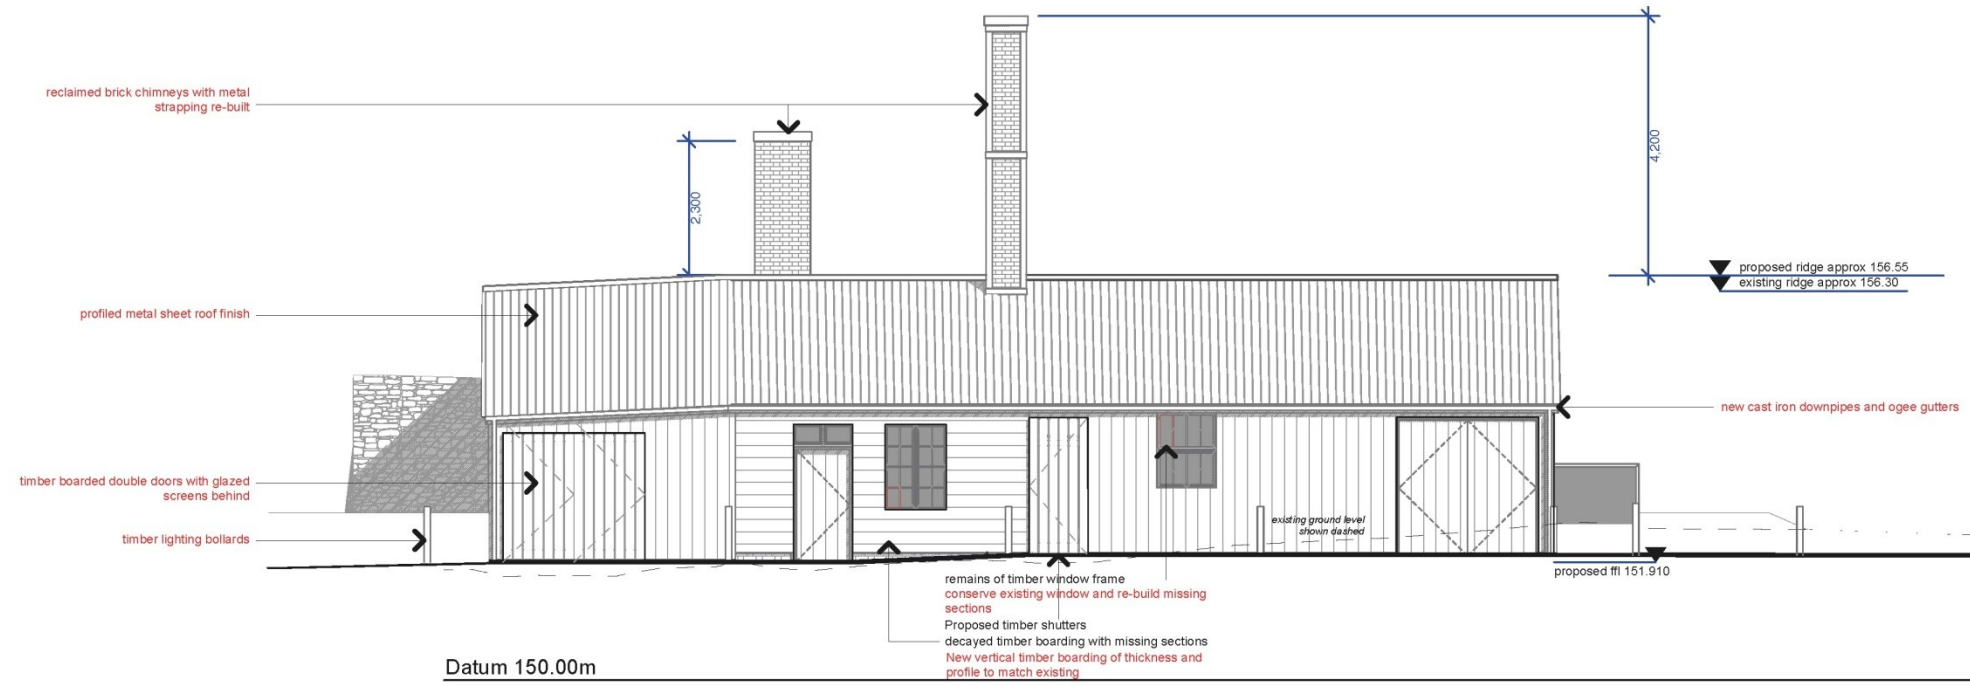 reclaimed brick chimneys with metal
strapping re-built
2,300
4,200
proposed ridge approx 156.55
existing ridge approx 156.30
profiled metal sheet roof finish
new cast iron downpipes and ogee gutters
timber boarded double doors with glazed
screens behind
existing ground level
shown dashed
timber lighting bollards
proposed ffl 151.910
remains of timber window frame
conserve existing window and re-build missing
sections
Proposed timber shutters
decayed timber boarding with missing sections
New vertical timber boarding of thickness and
profile to match existing
Datum 150.00m